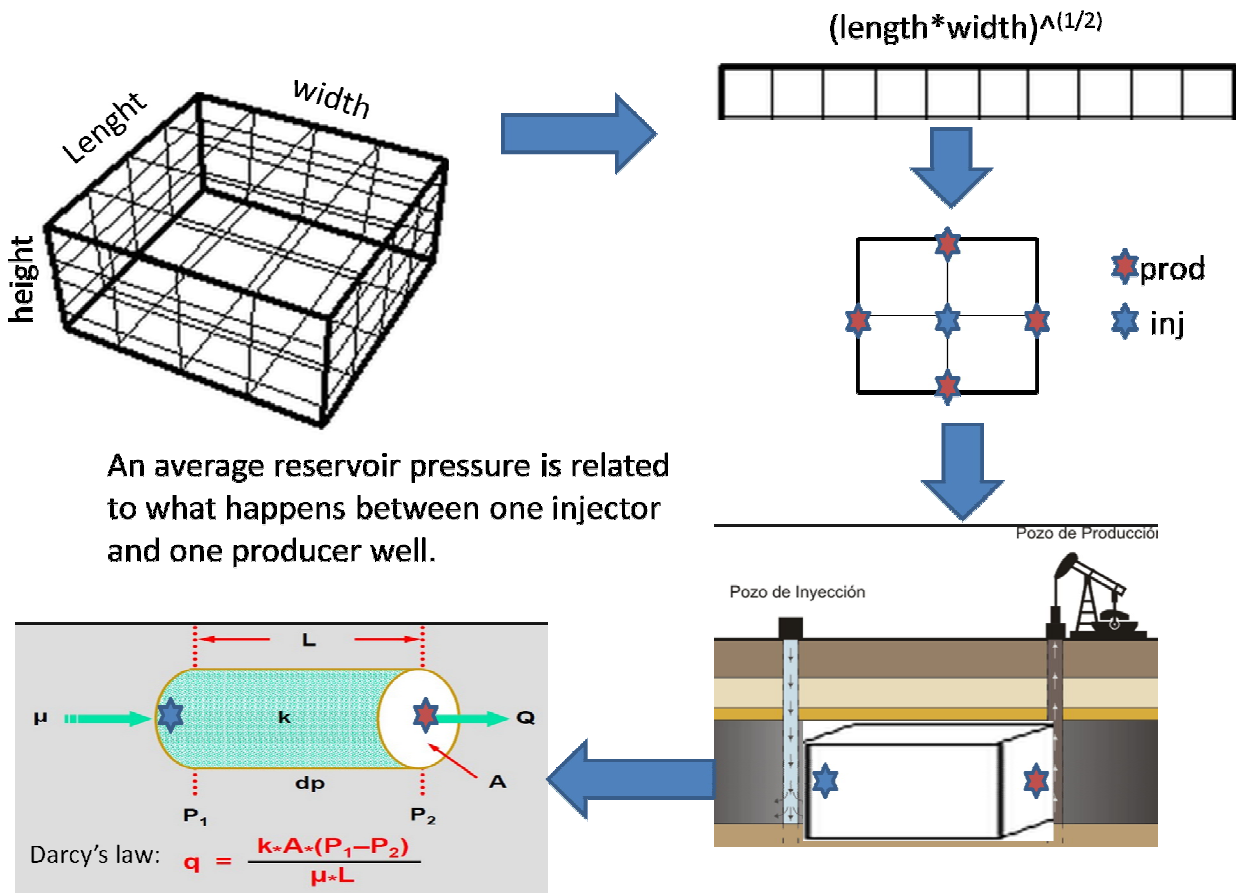 (length*width)^(1/2)
width
Lenght
height
prod
inj
An average reservoir pressure is related
to what happens between one injector
and one producer well.
Pozo de Producción
Pozo de Inyección
L
µ
k
Q
dp
A
P1
P2
Darcy's law: q = k*A*(P1–P2)
µ*L